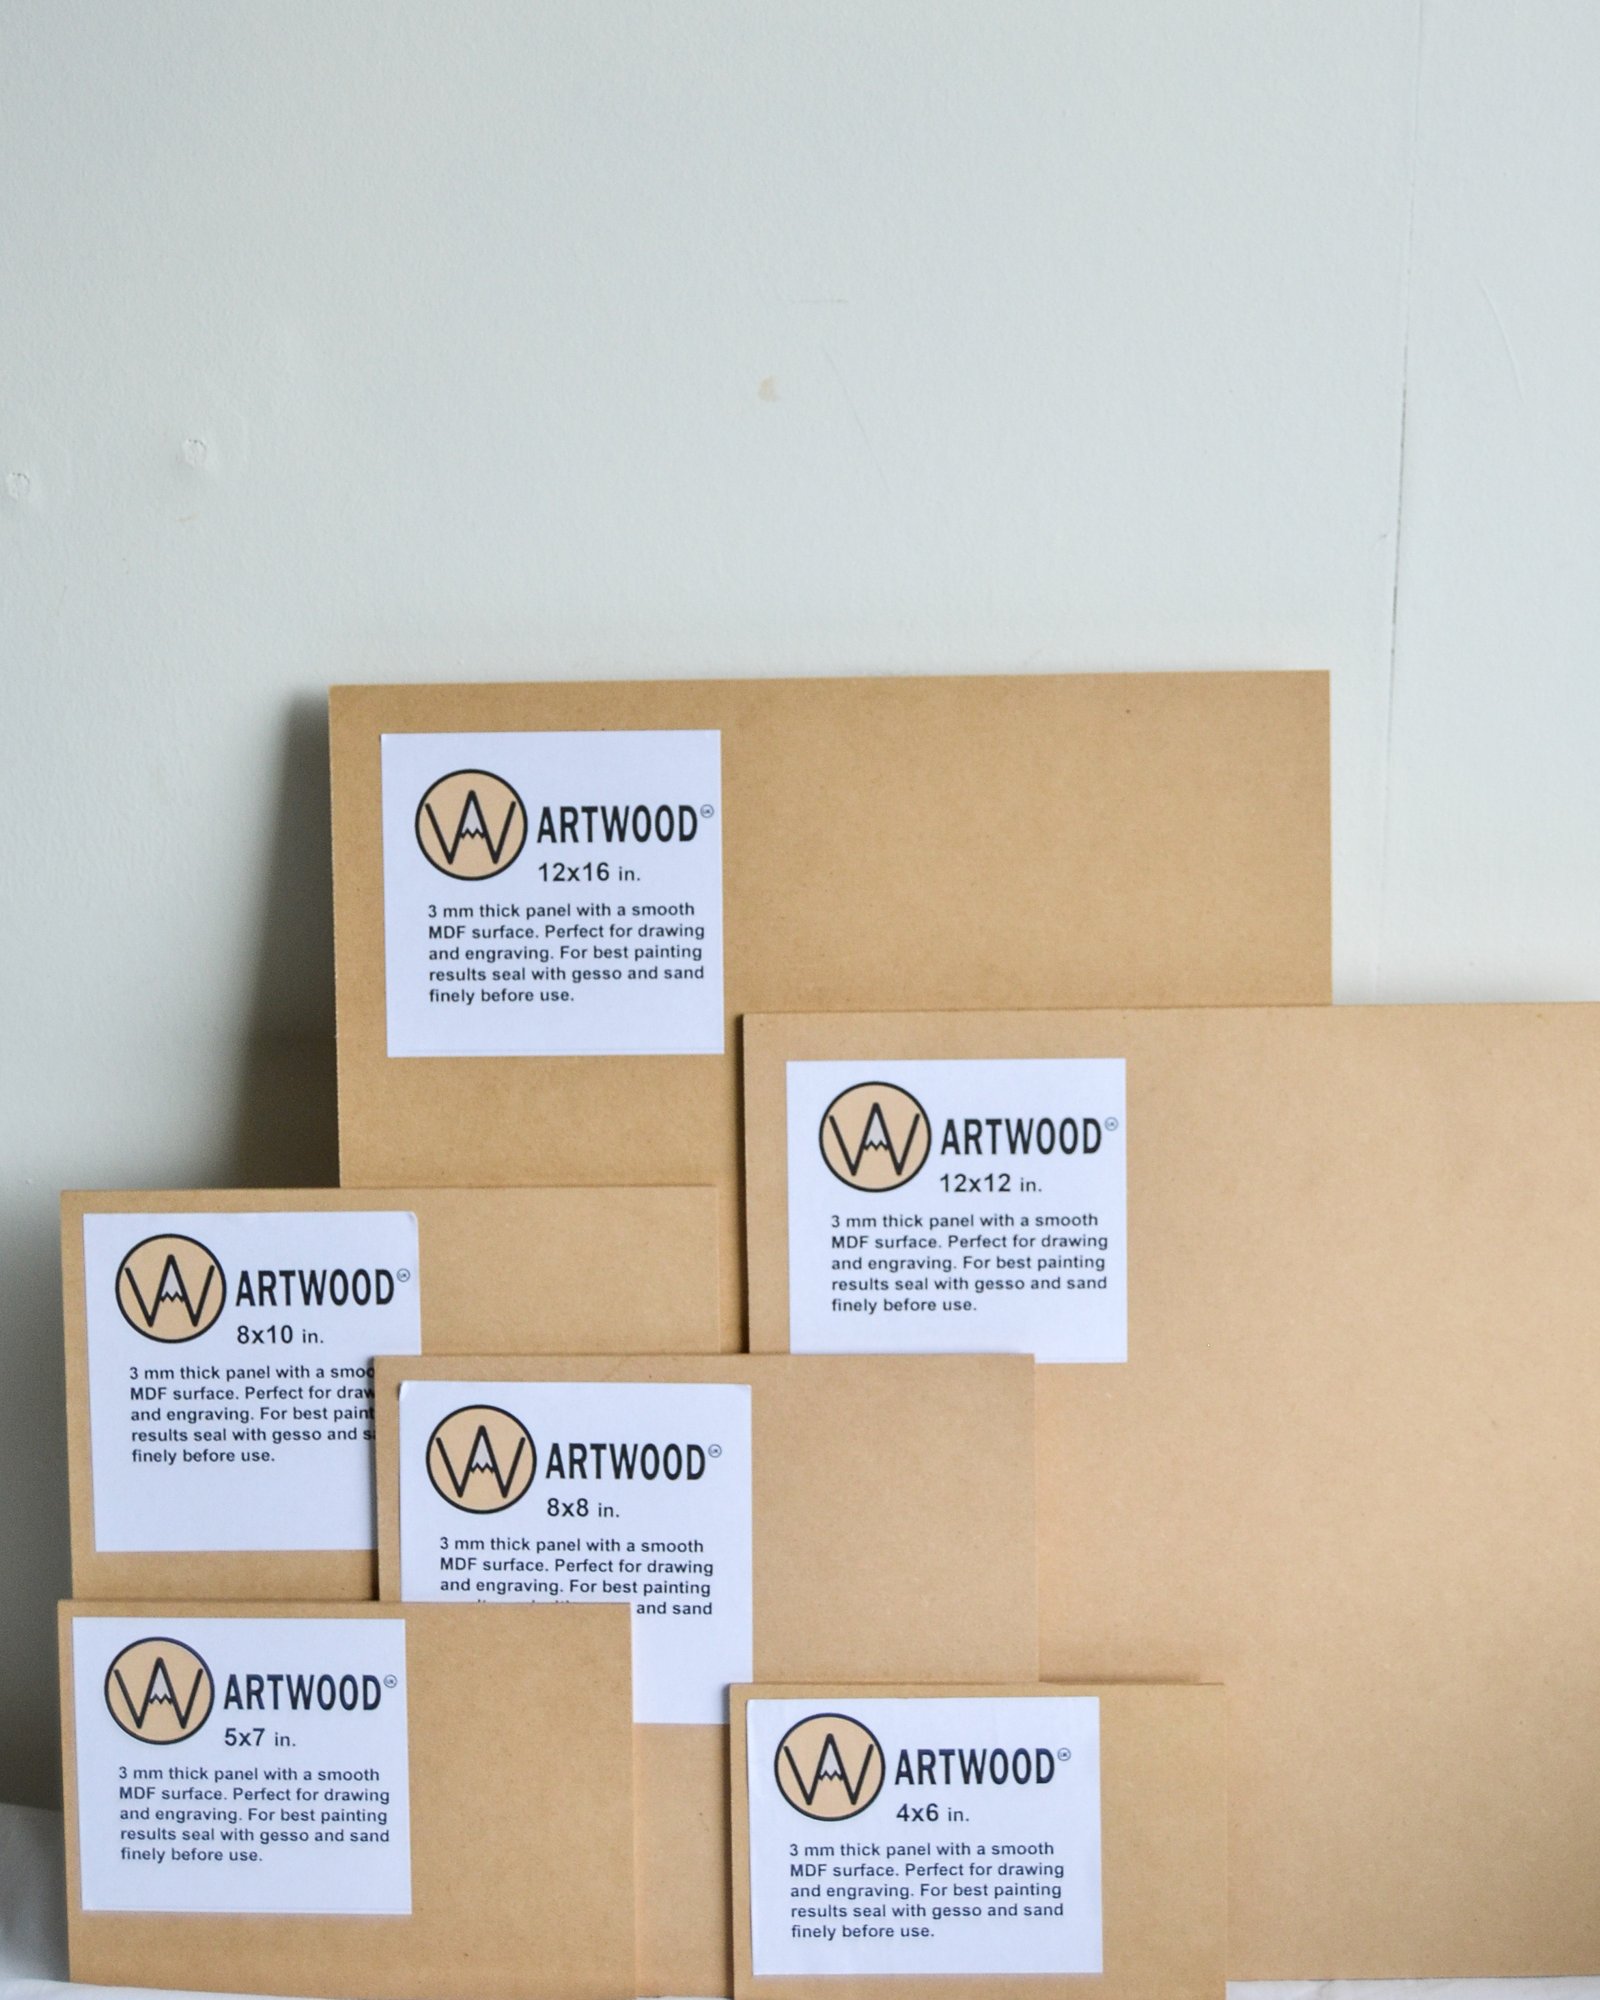 ARTWOOD
12x16 in.
3 mm thick panel with a smooth
MDF surface. Perfect for drawing
and engraving. For best painting
results seal with gesso and sand
finely before use.
ARTWOOD
12x12 in.
3 mm thick panel with a smooth
MDF surface. Perfect for drawing
and engraving. For best painting
results seal with gesso and sand
finely before use.
ARTWOOD
8x10 in.
3 mm thick panel with a
MDF surface. Perfect for
and engraving. For best
results seal with gesso and
finely before use.
ARTWOOD
8x8 in.
3 mm thick panel with a smooth
MDF surface. Perfect for drawing
and engraving. For best painting
and sand
ARTWOOD
5x7 in.
3 mm thick panel with a smooth
MDF surface. Perfect for drawing
and engraving. For best painting
results seal with gesso and sand
finely before use.
ARTWOOD
4x6 in.
3 mm thick panel with a smooth
MDF surface. Perfect for drawing
and engraving. For best painting
results seal with gesso and sand
finely before use.